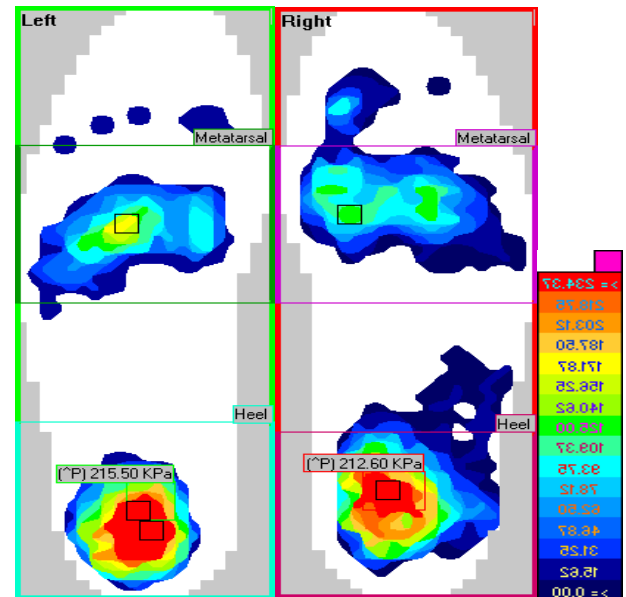 Left
Right
Metatarsal
Metatarsal
Heel
Heel
(^P) 215.50 KPa
(^P) 212.60 KPa
>= 234.37
218.75
203.12
187.50
171.87
156.25
140.62
125.00
109.37
93.75
78.12
62.50
46.87
31.25
15.62
>= 0.00